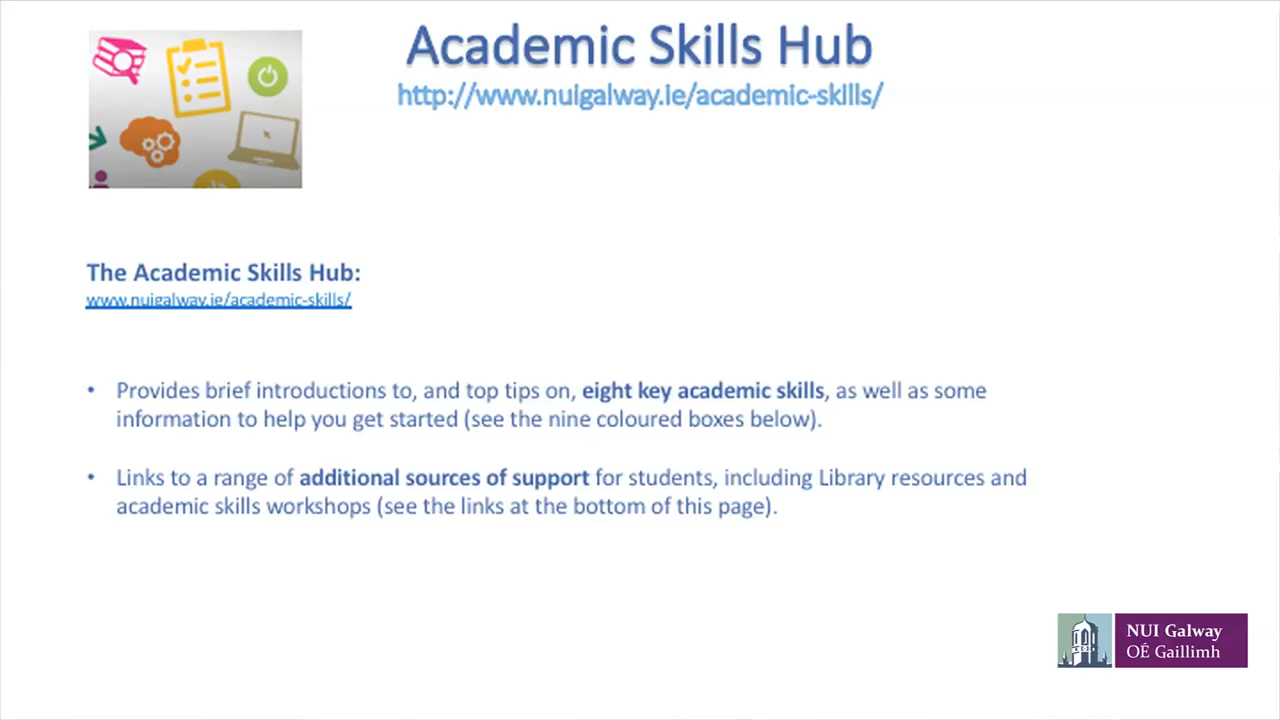 Academic Skills Hub
http://www.nuigalway.ie/academic-skills/
The Academic Skills Hub:
www.nuigalway.ie/academic-skills/
• Provides brief introductions to, and top tips on, eight key academic skills, as well as some
information to help you get started (see the nine coloured boxes below).
• Links to a range of additional sources of support for students, including Library resources and
academic skills workshops (see the links at the bottom of this page).
NUI Galway
OÉ Gaillimh